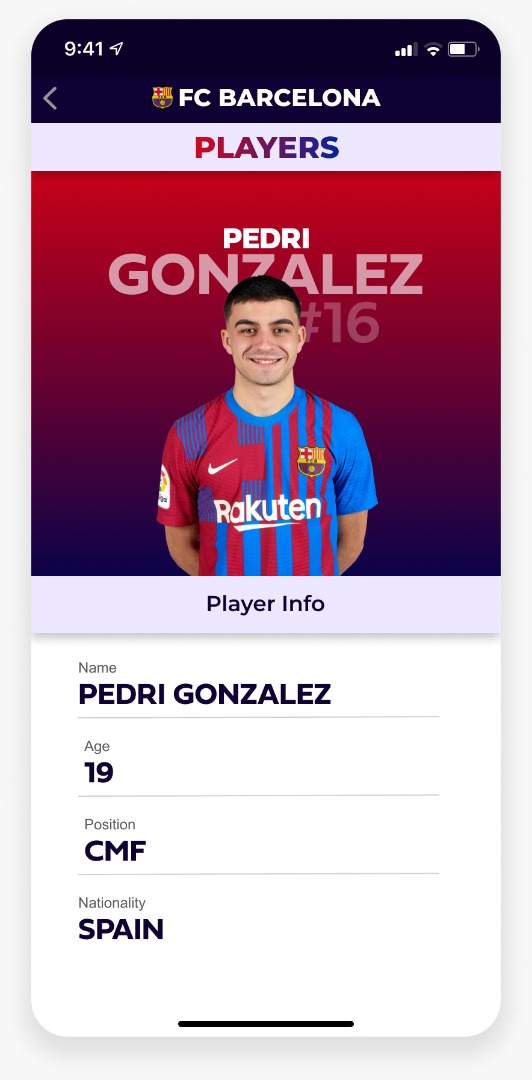 9:41
FC BARCELONA
PLAYERS
PEDRI
GONZALEZ
#16
Rakuten
Player Info
Name
PEDRI GONZALEZ
Age
19
Position
CMF
Nationality
SPAIN